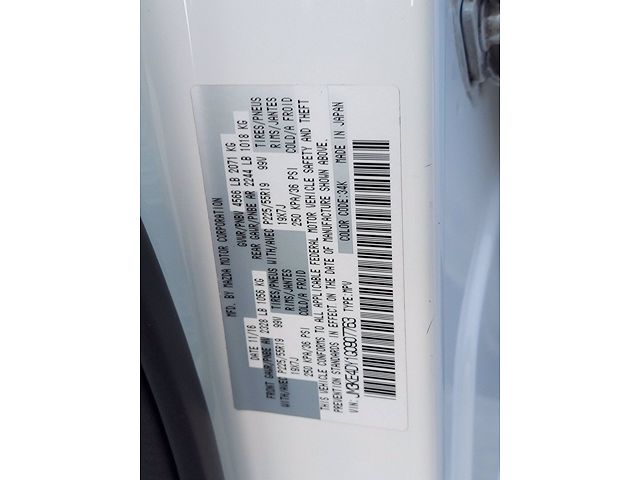 MFD. BY MAZDA MOTOR CORPORATION
DATE 11/16 GVWR/PNBV 4566 LB 2071 KG
FRONT GAWR/PNBE AV 2228 LB 1056 KG REAR GAWR/PNBE AR 2244 LB 1018 KG
WITH/AVEC P225/55R19 99V TIRES/PNEUS WITH/AVEC P225/55R19 99V TIRES/PNEUS
19X7J RIMS/JANTES 19X7J RIMS/JANTES
250 KPA/36 PSI COLD/A FROID 250 KPA/36 PSI COLD/A FROID
THIS VEHICLE CONFORMS TO ALL APPLICABLE FEDERAL MOTOR VEHICLE SAFETY AND THEFT
PREVENTION STANDARDS IN EFFECT ON THE DATE OF MANUFACTURE SHOWN ABOVE.
VIN: JM3KE4DY1G0907763 TYPE:MPV COLOR CODE:34K MADE IN JAPAN